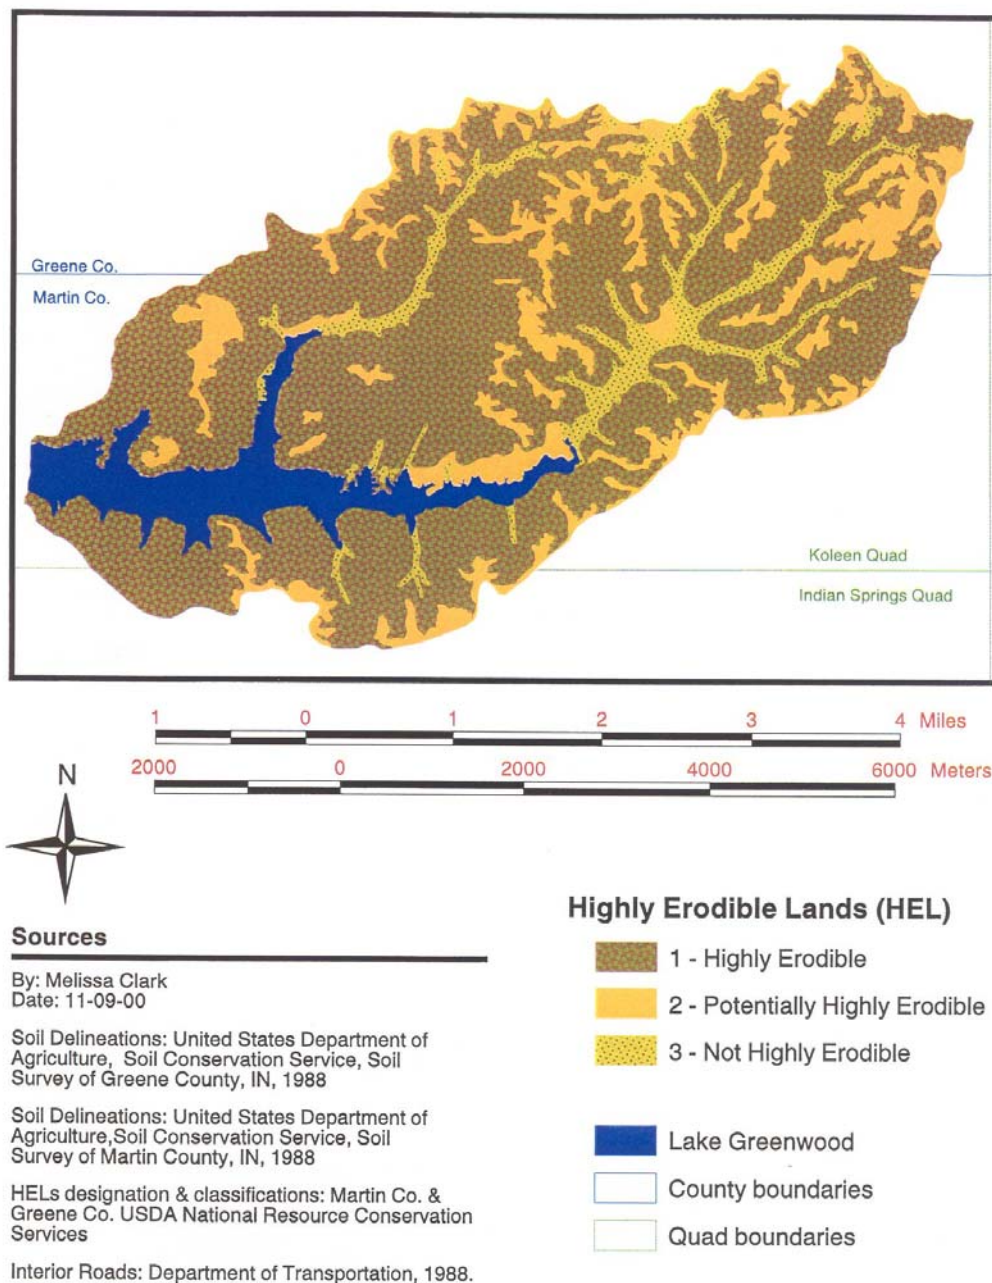 Greene Co.
Martin Co.
Koleen Quad
Indian Springs Quad
1 0 1 2 3 4 Miles
2000 0 2000 4000 6000 Meters
N
Sources
By: Melissa Clark
Date: 11-09-00
Soil Delineations: United States Department of
Agriculture, Soil Conservation Service, Soil
Survey of Greene County, IN, 1988
Soil Delineations: United States Department of
Agriculture,Soil Conservation Service, Soil
Survey of Martin County, IN, 1988
HELs designation & classifications: Martin Co. &
Greene Co. USDA National Resource Conservation
Services
Interior Roads: Department of Transportation, 1988.
Highly Erodible Lands (HEL)
1 - Highly Erodible
2 - Potentially Highly Erodible
3 - Not Highly Erodible
Lake Greenwood
County boundaries
Quad boundaries